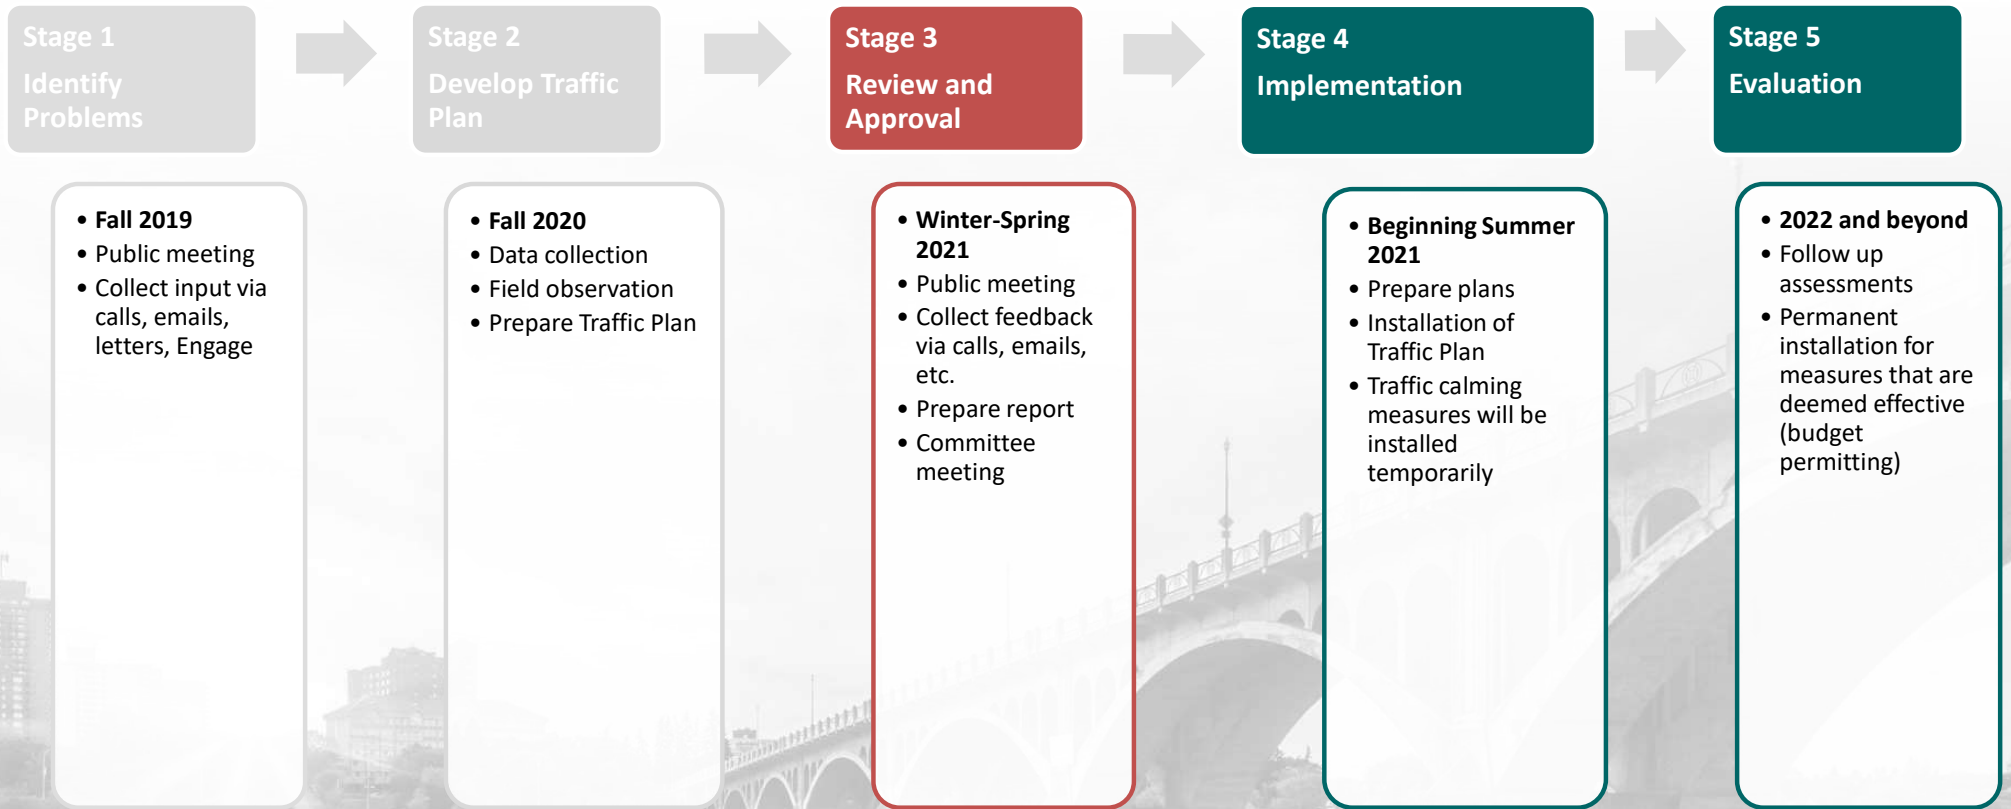 Stage 1
Identify
Problems
• Fall 2019
• Public meeting
• Collect input via
calls, emails,
letters, Engage
Stage 2
Develop Traffic
Plan
• Fall 2020
• Data collection
• Field observation
• Prepare Traffic Plan
Stage 3
Review and
Approval
• Winter-Spring
2021
• Public meeting
• Collect feedback
via calls, emails,
etc.
• Prepare report
• Committee
meeting
Stage 4
Implementation
• Beginning Summer
2021
• Prepare plans
• Installation of
Traffic Plan
• Traffic calming
measures will be
installed
temporarily
Stage 5
Evaluation
• 2022 and beyond
• Follow up
assessments
• Permanent
installation for
measures that are
deemed effective
(budget
permitting)